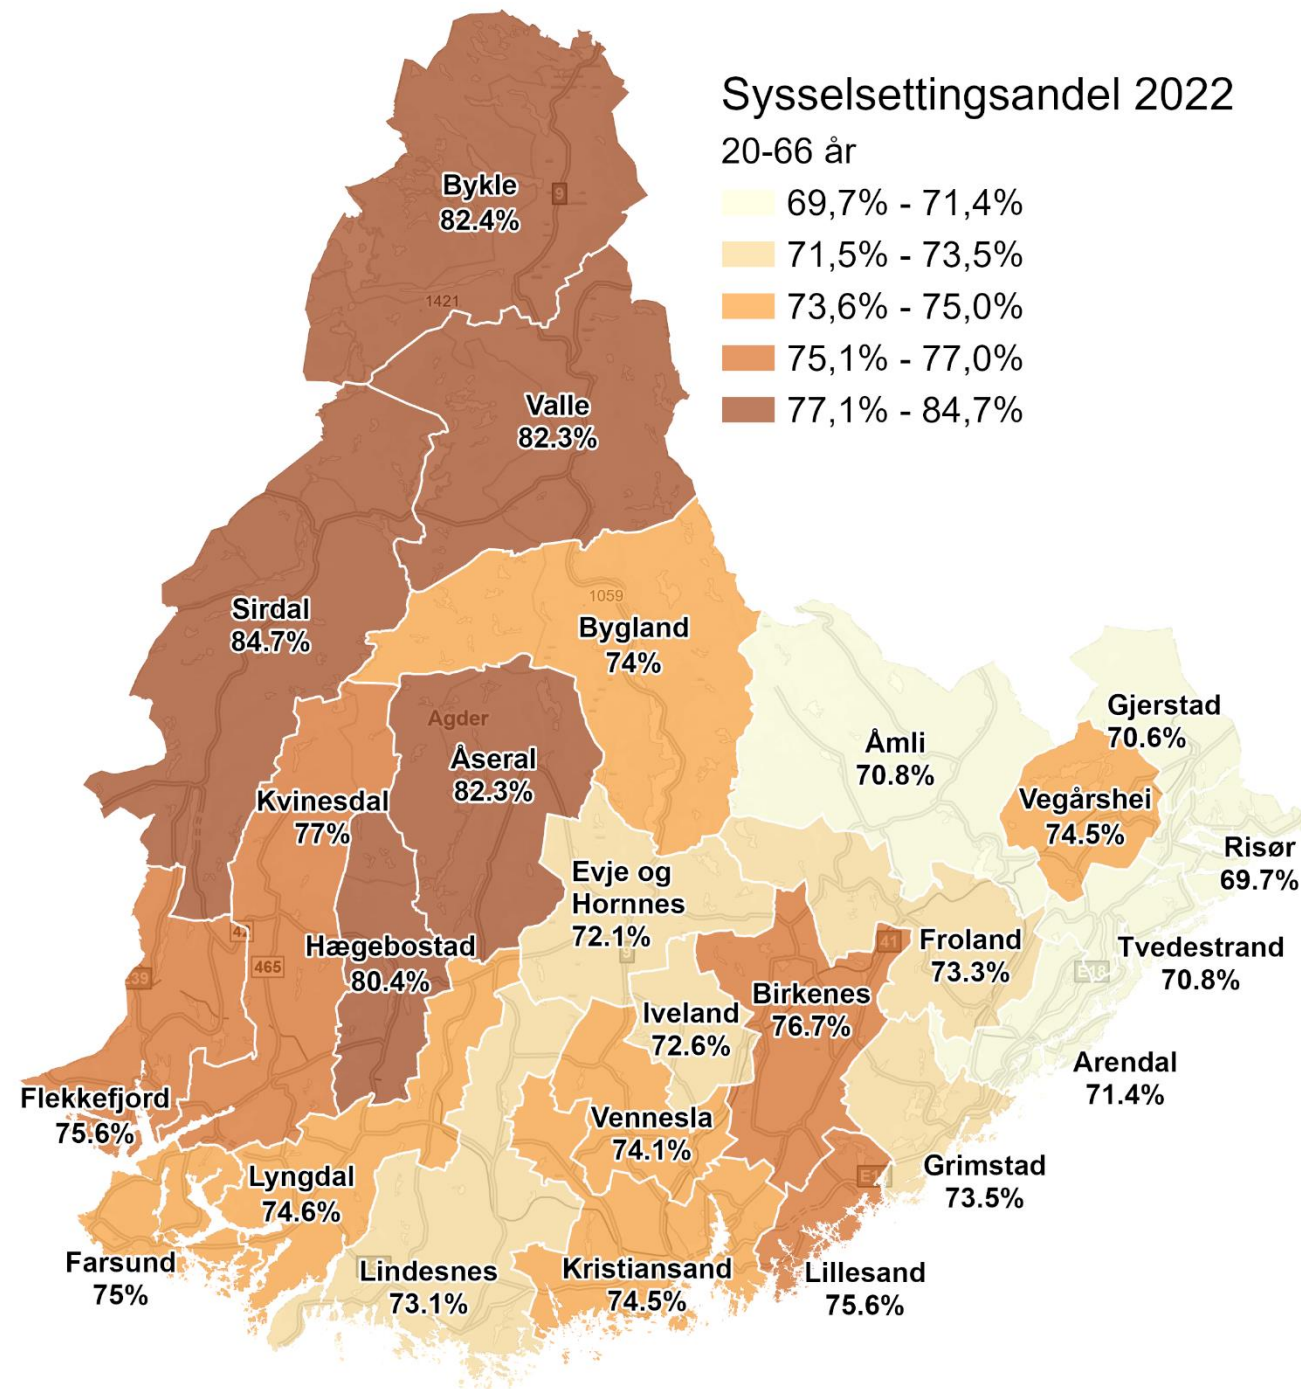 Sysselsettingsandel 2022
20-66 år
69,7% - 71,4%
71,5% - 73,5%
73,6% - 75,0%
75,1% - 77,0%
77,1% - 84,7%
Bykle
82.4%
9
1421
Valle
82.3%
Sirdal
84.7%
1059
Bygland
74%
Agder
Åseral
82.3%
Kvinesdal
77%
Åmli
70.8%
Gjerstad
70.6%
Vegårshei
74.5%
Risør
69.7%
Evje og
Hornnes
72.1%
9
Hægebostad
80.4%
465
41
Froland
73.3%
Tvedestrand
70.8%
E18
Birkenes
76.7%
Iveland
72.6%
Arendal
71.4%
Flekkefjord
75.6%
Vennesla
74.1%
Lyngdal
74.6%
Grimstad
73.5%
Farsund
75%
Lindesnes
73.1%
Kristiansand
74.5%
Lillesand
75.6%